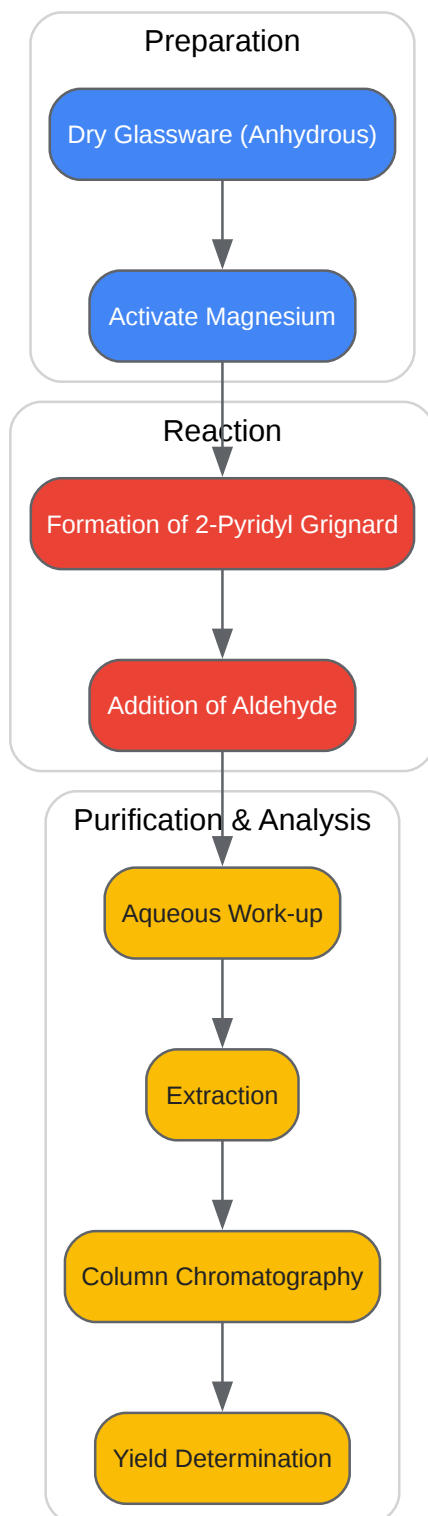 Preparation
Dry Glassware (Anhydrous)
Activate Magnesium
Reaction
Formation of 2-Pyridyl Grignard
Addition of Aldehyde
Purification & Analysis
Aqueous Work-up
Extraction
Column Chromatography
Yield Determination